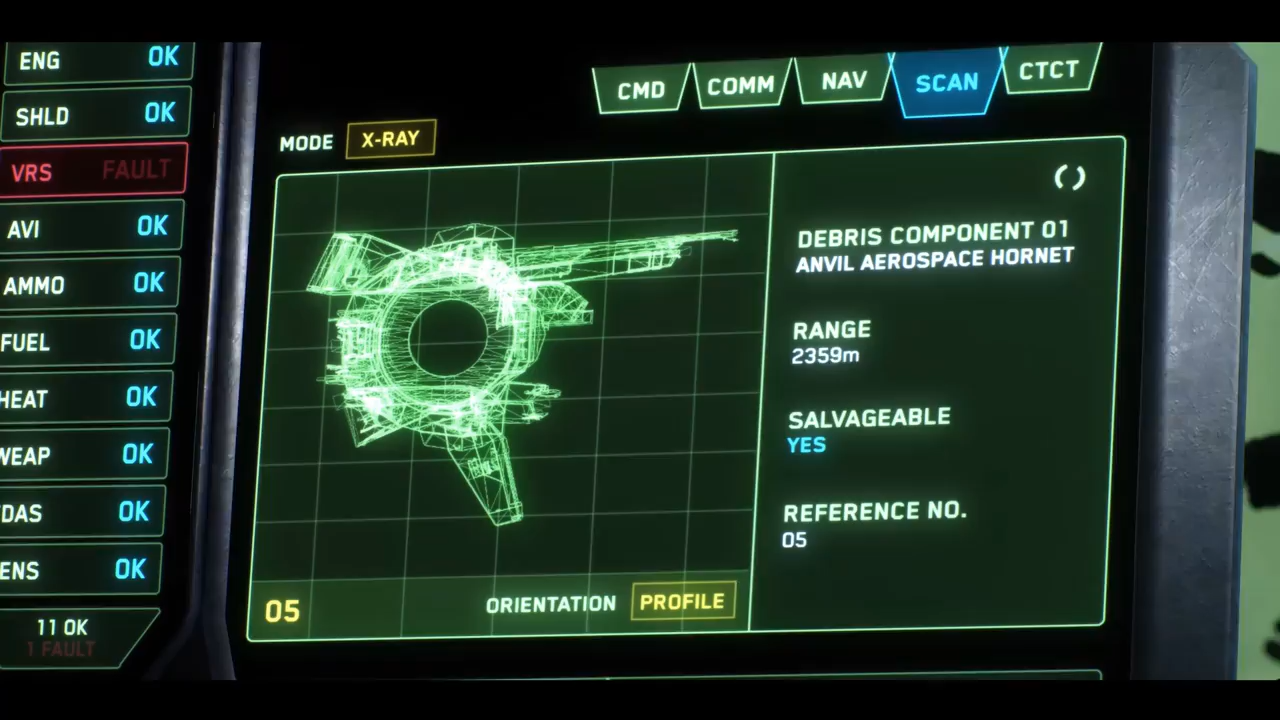 ENG OK
SHLD OK
VRS FAULT
AVI OK
AMMO OK
FUEL OK
HEAT OK
WEAP OK
DAS OK
ENS OK
11 OK
1 FAULT
CMD COMM NAV SCAN CTCT
MODE X-RAY
DEBRIS COMPONENT 01
ANVIL AEROSPACE HORNET
RANGE
2359m
SALVAGEABLE
YES
REFERENCE NO.
05
05 ORIENTATION PROFILE